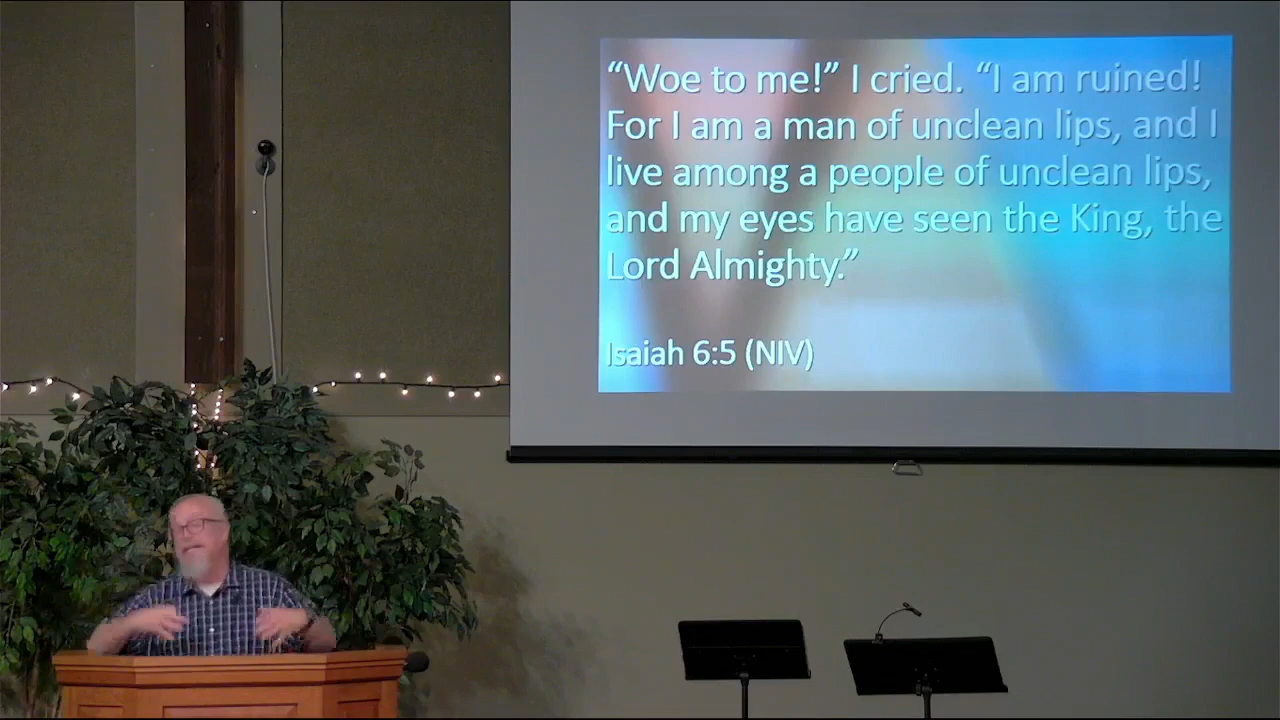 “Woe to me!” I cried. “I am ruined!
For I am a man of unclean lips, and I
live among a people of unclean lips,
and my eyes have seen the King, the
Lord Almighty.”
Isaiah 6:5 (NIV)